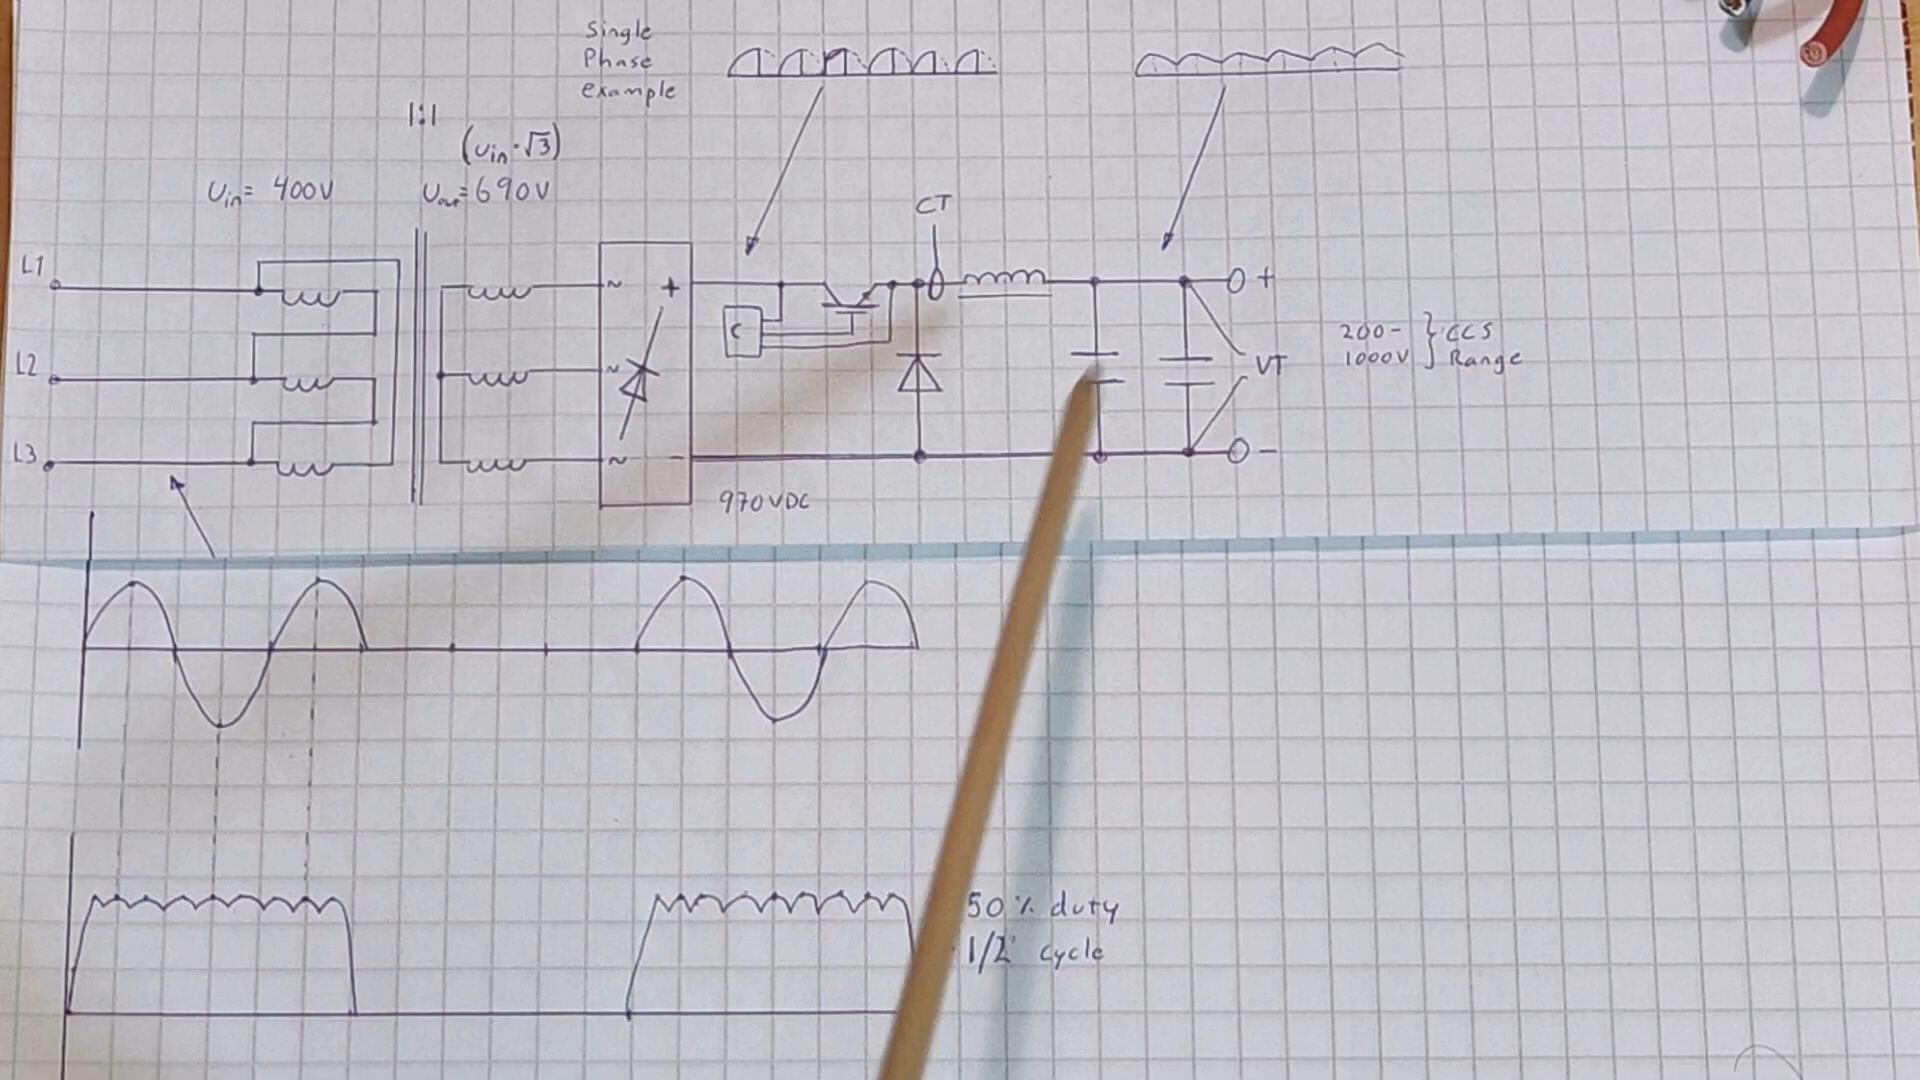 Single
Phase
example
1:1
(Uin·√3)
Uin= 400V
Uout=690V
CT
L1
~
+
O+
C
200-
1000V } CCS
Range
L2
~
VT
L3
~
-
O-
970VDC
50% duty
1/2 cycle